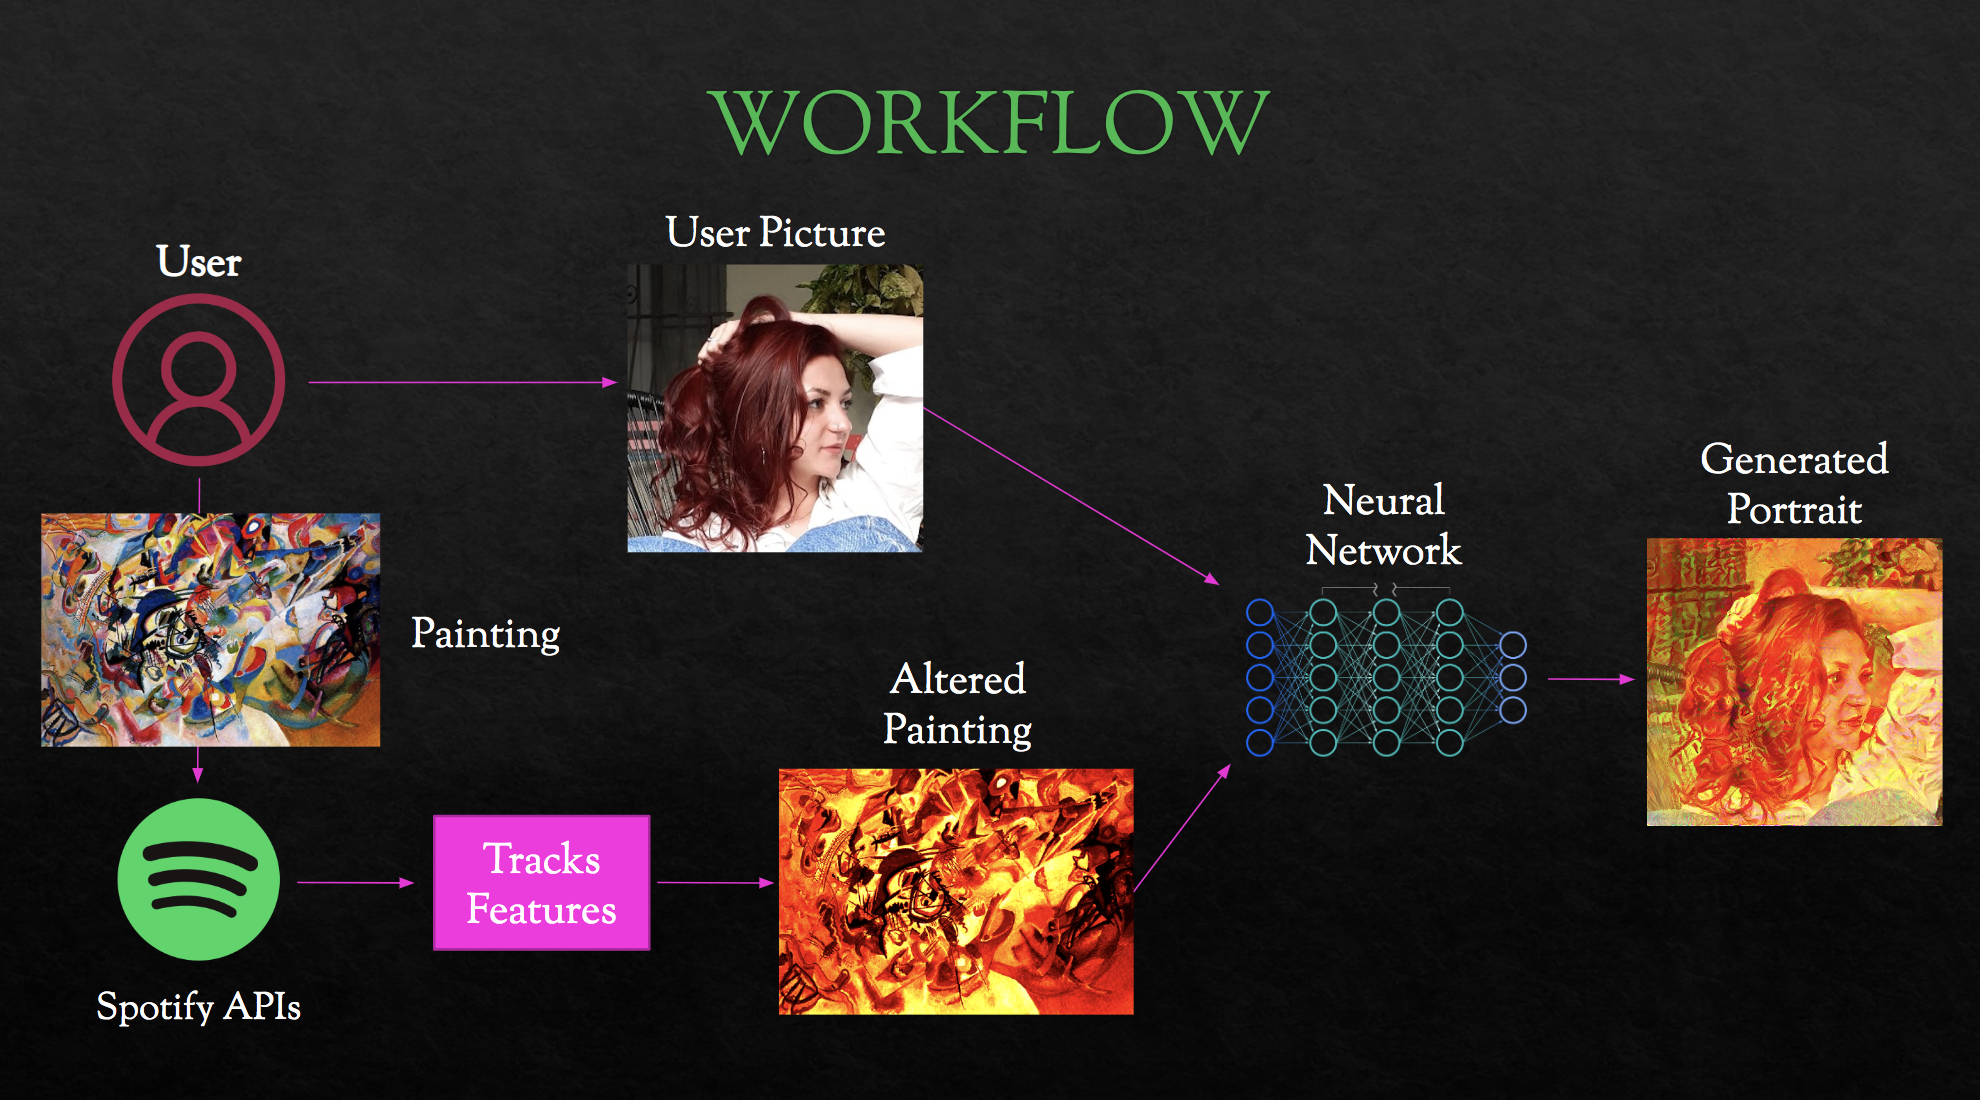 WORKFLOW
User Picture
User
Generated
Portrait
Neural
Network
Painting
Altered
Painting
Tracks
Features
Spotify APIs